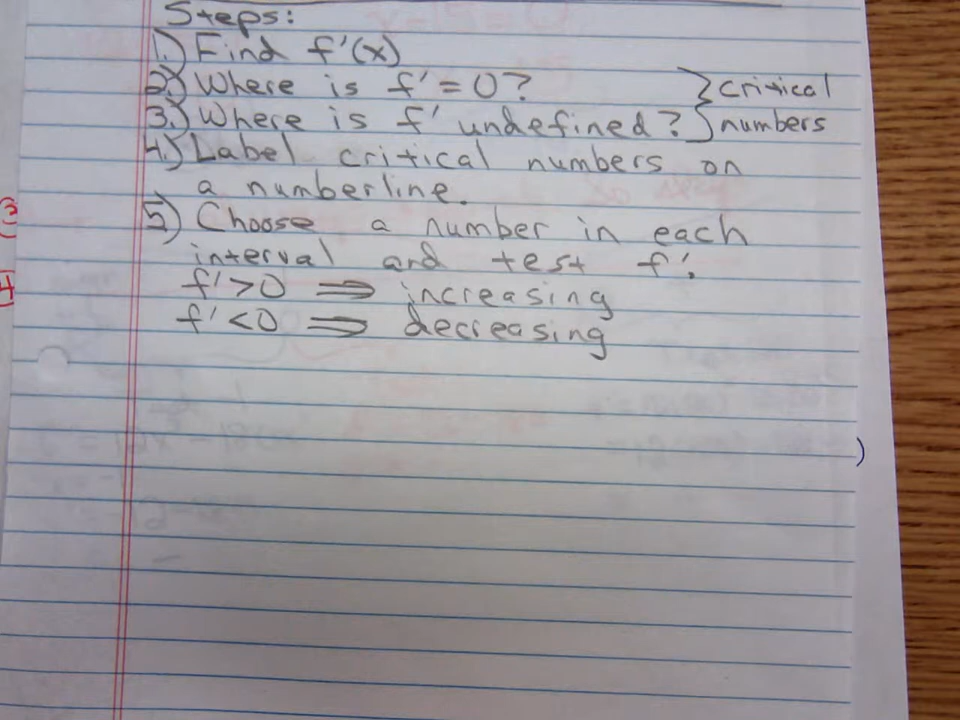 Steps:
1.) Find f'(x)
2.) Where is f' = 0? } critical
3.) Where is f' undefined? } numbers
4.) Label critical numbers on
a numberline.
5.) Choose a number in each
interval and test f'.
f' > 0 ⇒ increasing
f' < 0 ⇒ decreasing